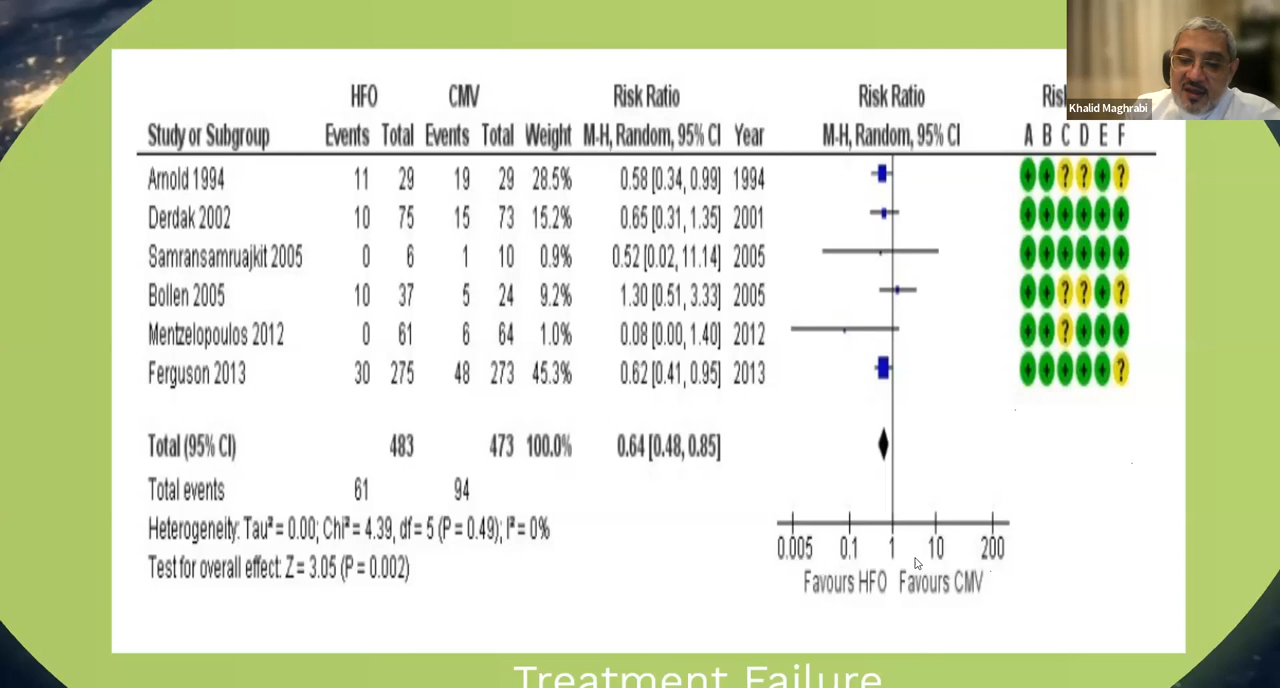 Khalid Maghrabi
HFO CMV Risk Ratio Risk Ratio Ris
Study or Subgroup Events Total Events Total Weight M-H, Random, 95% CI Year M-H, Random, 95% CI A B C D E F
Arnold 1994 11 29 19 29 28.5% 0.58 [0.34, 0.99] 1994 + + ? ? + ?
Derdak 2002 10 75 15 73 15.2% 0.65 [0.31, 1.35] 2001 + + + + + +
Samransamruajkit 2005 0 6 1 10 0.9% 0.52 [0.02, 11.14] 2005 + + + + + +
Bollen 2005 10 37 5 24 9.2% 1.30 [0.51, 3.33] 2005 + + ? ? + ?
Mentzelopoulos 2012 0 61 6 64 1.0% 0.08 [0.00, 1.40] 2012 + + ? + + +
Ferguson 2013 30 275 48 273 45.3% 0.62 [0.41, 0.95] 2013 + + + + + ?
Total (95% CI) 483 473 100.0% 0.64 [0.48, 0.85]
Total events 61 94
Heterogeneity: Tau² = 0.00; Chi² = 4.39, df = 5 (P = 0.49); I² = 0%
Test for overall effect: Z = 3.05 (P = 0.002)
0.005 0.1 1 10 200
Favours HFO Favours CMV
Treatment Failure